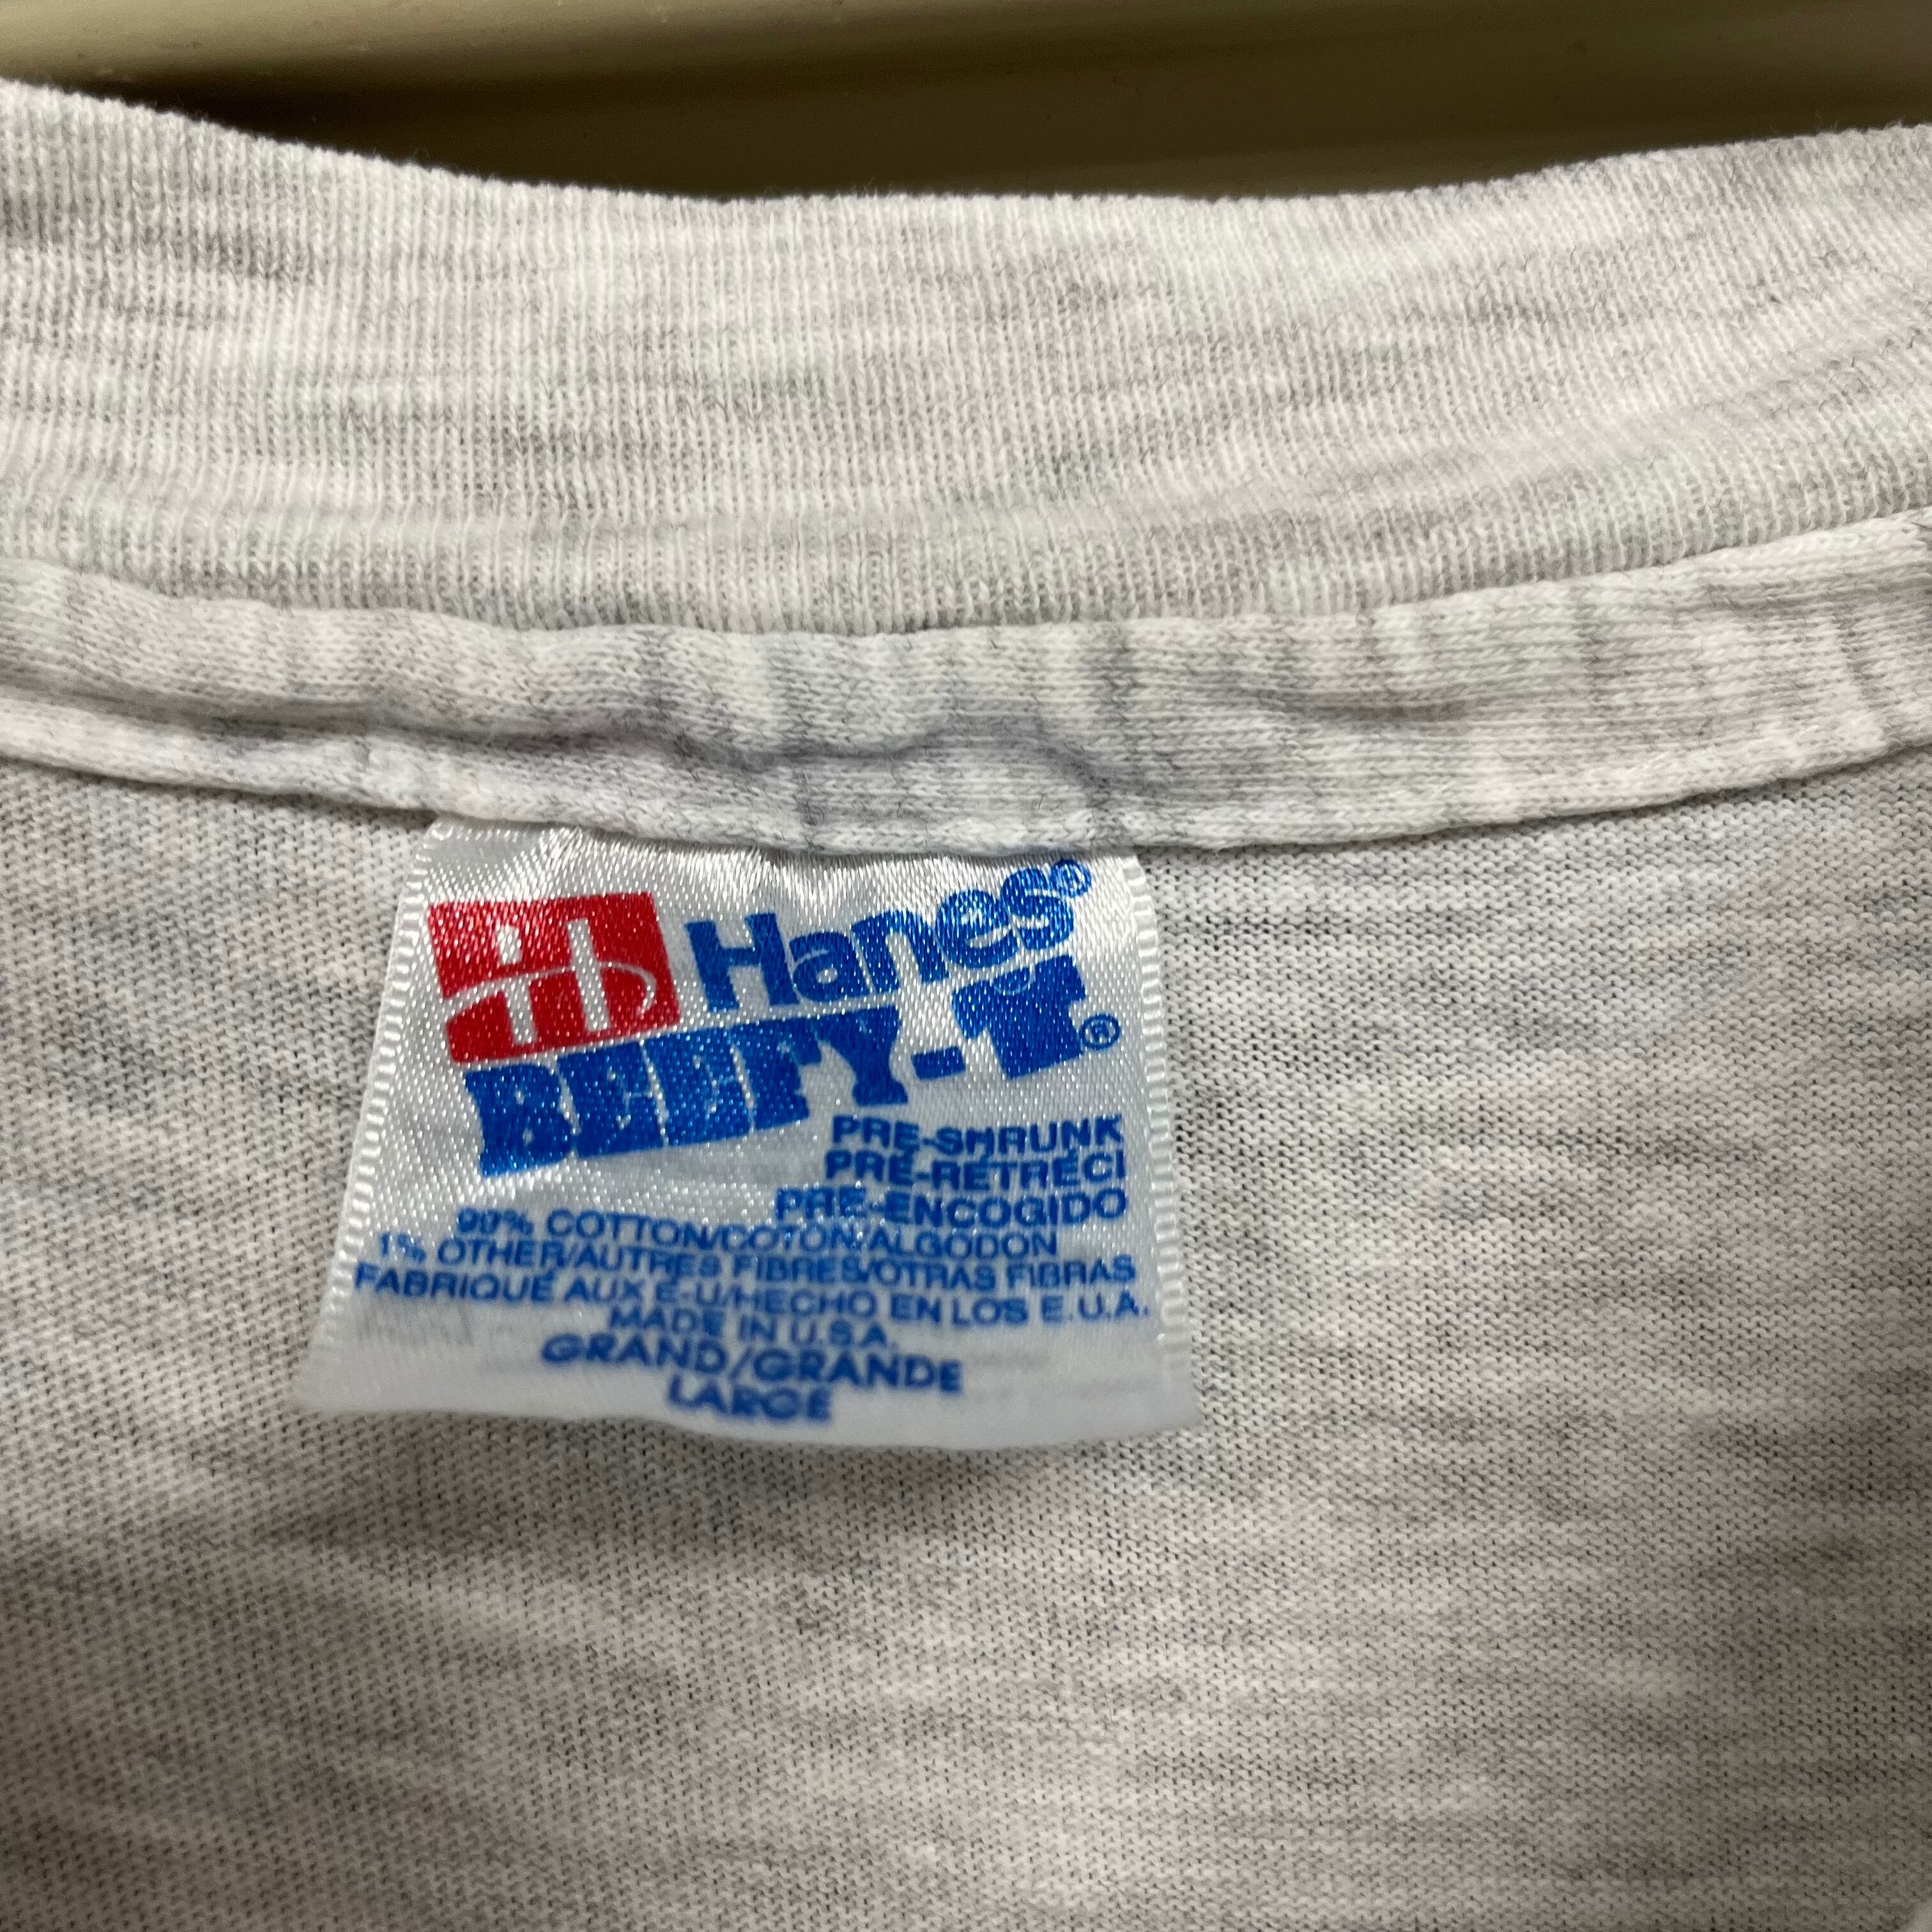 Hanes®
BEEFY-T®
PRE-SHRUNK
PRÉ-RÉTRÉCI
PRE-ENCOGIDO
99% COTTON/COTON/ALGODON
1% OTHER/AUTRES FIBRES/OTRAS FIBRAS
FABRIQUÉ AUX É-U/HECHO EN LOS E.U.A.
MADE IN U.S.A.
GRAND/GRANDE
LARGE